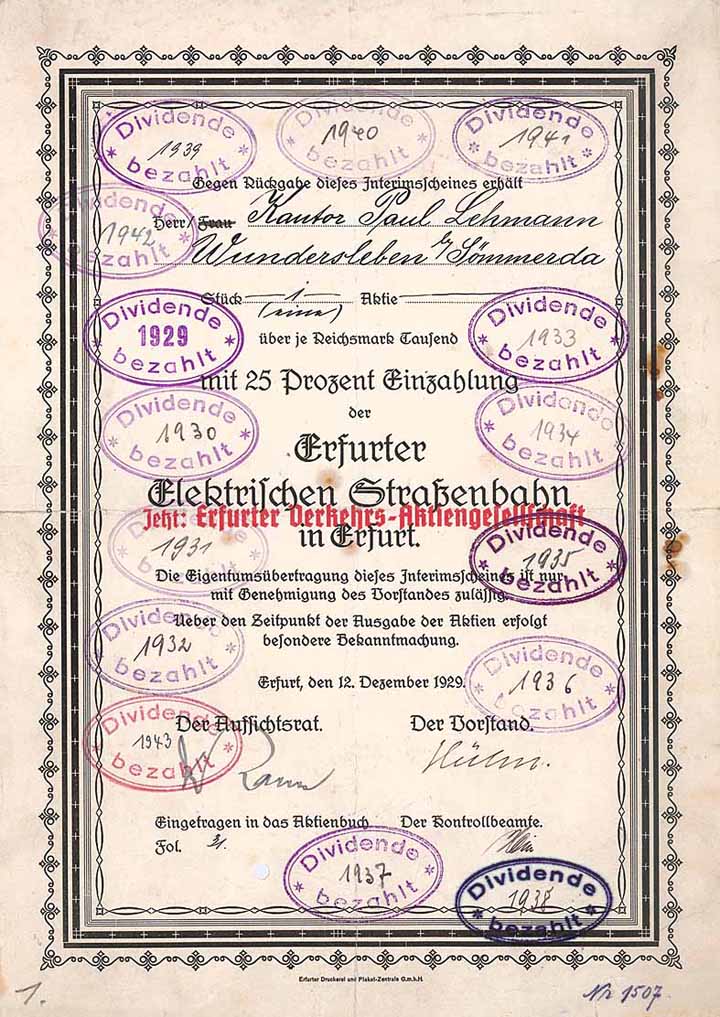 Dividende 1939 bezahlt
Dividende 1940 bezahlt
Dividende 1941 bezahlt
Gegen Rückgabe dieses Interimsscheines erhält
Dividende 1942 bezahlt
Herr/Frau Kantor Paul Lehmann
Wundersleben b/Sömmerda
Stück 1 Aktie
(eine)
Dividende 1929 bezahlt
Dividende 1933 bezahlt
über je Reichsmark Tausend
mit 25 Prozent Einzahlung
der
Dividende 1930 bezahlt
Dividende 1934 bezahlt
Erfurter
Elektrischen Straßenbahn
Jetzt: Erfurter Verkehrs-Aktiengesellschaft
in Erfurt.
Dividende 1931 bezahlt
Dividende 1935 bezahlt
Die Eigentumsübertragung dieses Interimsscheines ist nur
mit Genehmigung des Vorstandes zulässig.
Ueber den Zeitpunkt der Ausgabe der Aktien erfolgt
besondere Bekanntmachung.
Dividende 1932 bezahlt
Dividende 1936 bezahlt
Erfurt, den 12. Dezember 1929.
Der Aufsichtsrat. Der Vorstand.
Dividende 1943 bezahlt
Eingetragen in das Aktienbuch Der Kontrollbeamte.
Fol. 31.
Dividende 1937 bezahlt
Dividende 1938 bezahlt
Erfurter Druckerei und Plakat-Zentrale G.m.b.H.
1. Nr 1507.